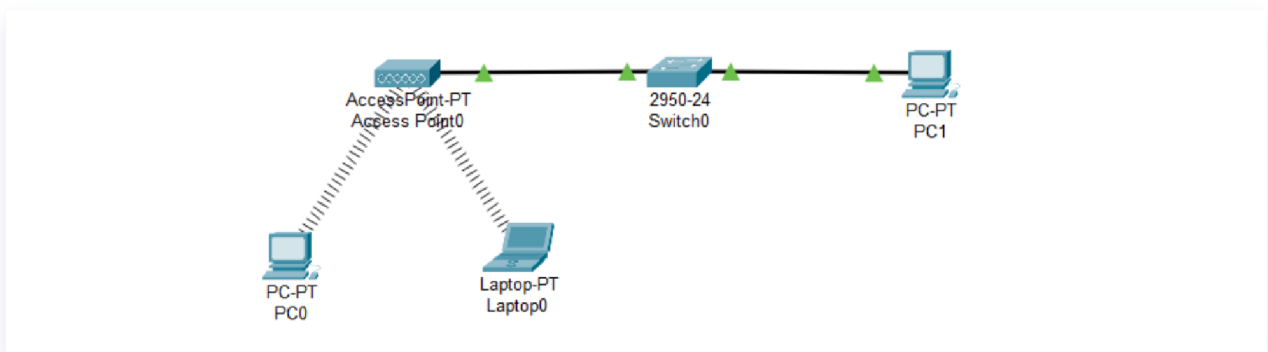 AccessPoint-PT
Access Point0
2950-24
Switch0
PC-PT
PC1
PC-PT
PC0
Laptop-PT
Laptop0